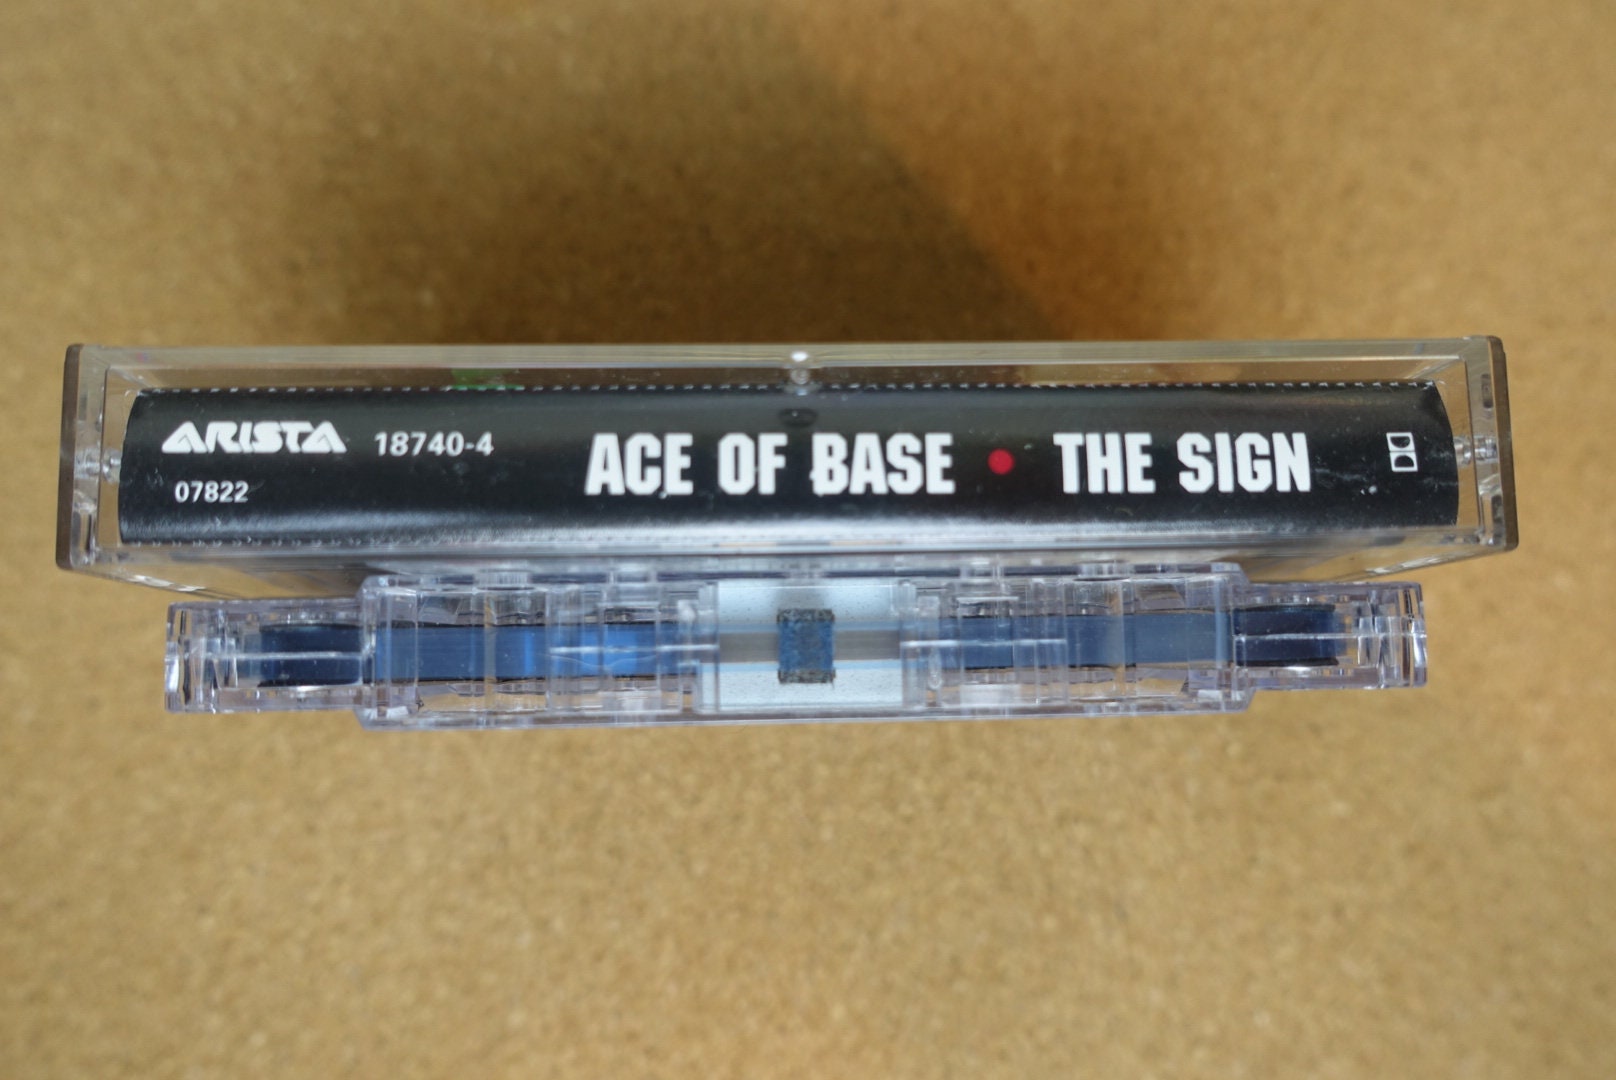 ARISTA 18740-4 ACE OF BASE • THE SIGN
07822